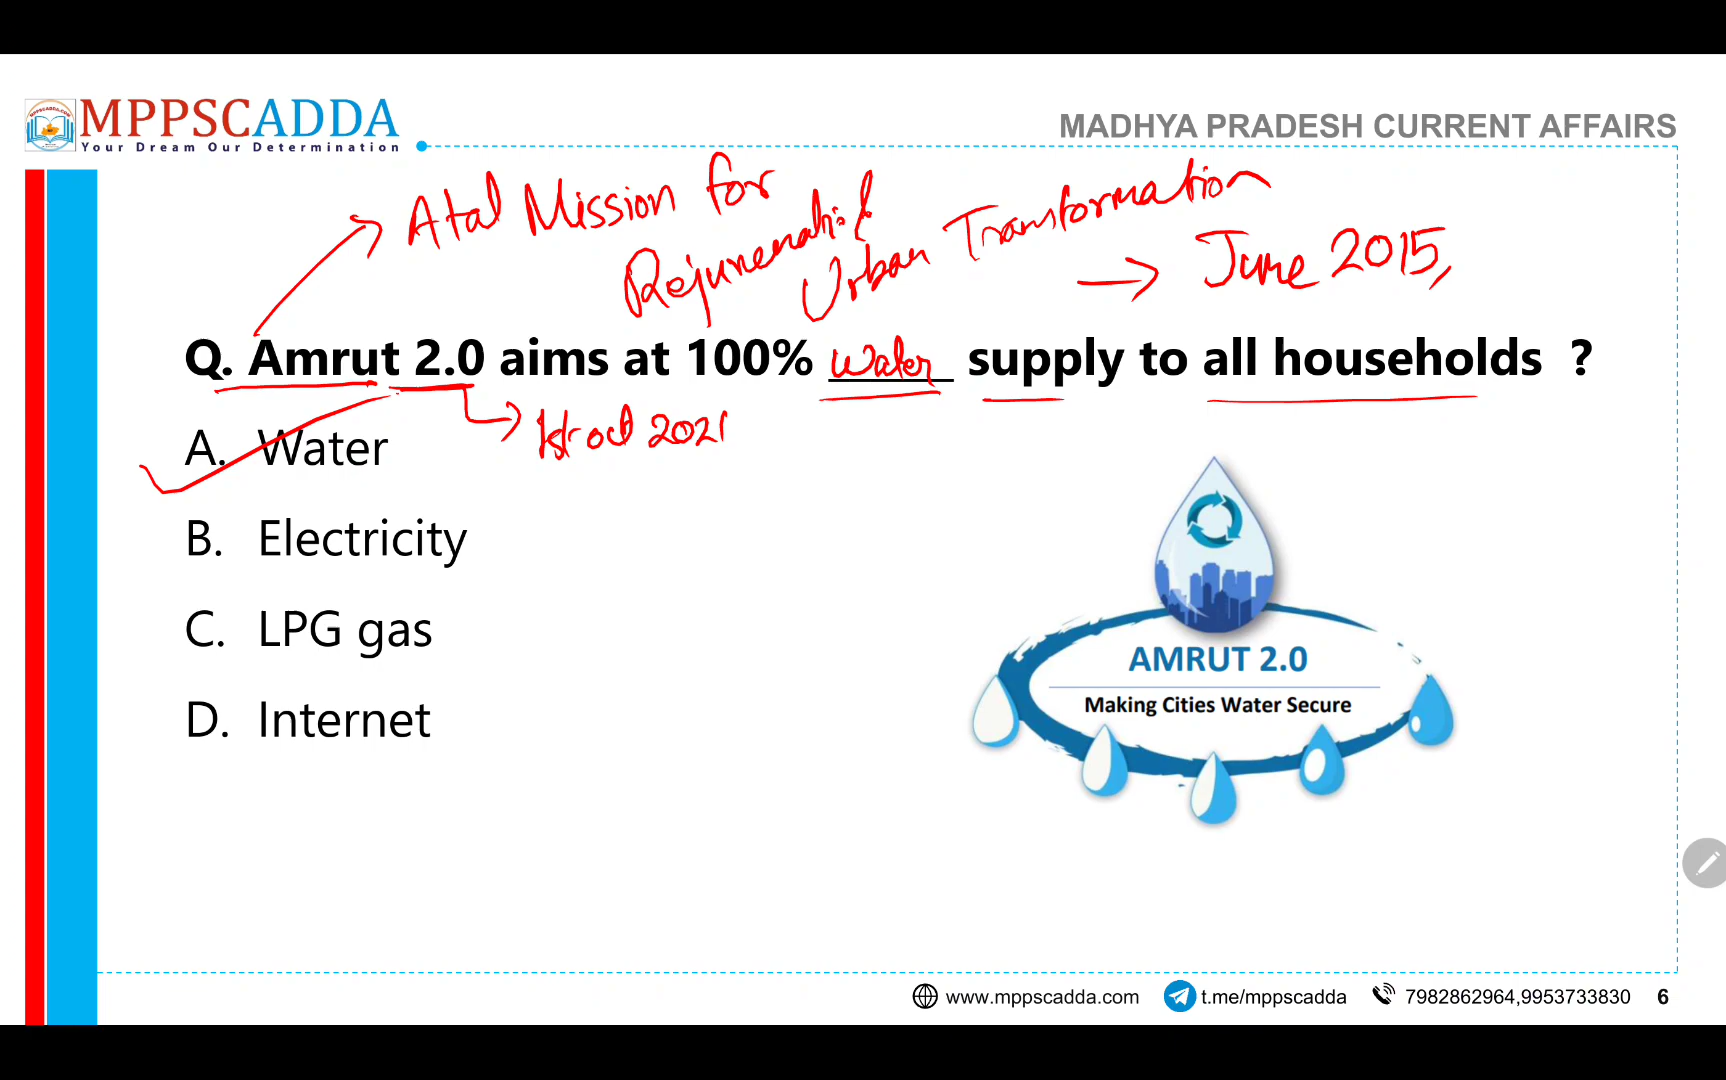 MPPSCADDA
Your Dream Our Determination
MADHYA PRADESH CURRENT AFFAIRS
Atal Mission for
Urban Transformation
→ June 2015,
Q. Amrut 2.0 aims at 100% water supply to all households ?
1st oct 2021
A. Water
B. Electricity
C. LPG gas
D. Internet
AMRUT 2.0
Making Cities Water Secure
www.mppscadda.com t.me/mppscadda 7982862964,9953733830 6